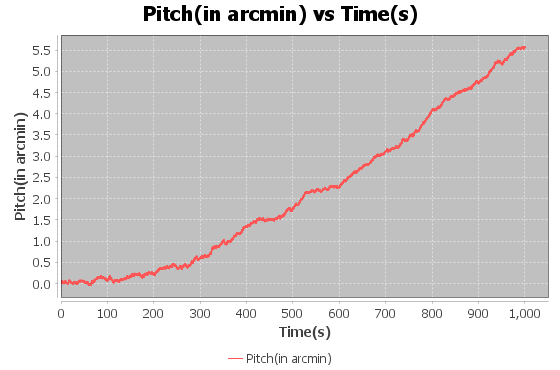 Pitch(in arcmin) vs Time(s)
Pitch(in arcmin)
5.5
5.0
4.5
4.0
3.5
3.0
2.5
2.0
1.5
1.0
0.5
0.0
0 100 200 300 400 500 600 700 800 900 1,000
Time(s)
Pitch(in arcmin)